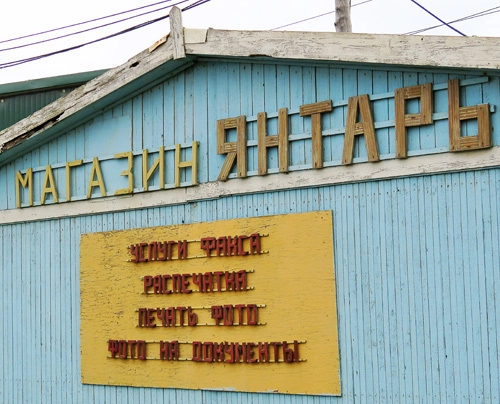 МАГАЗИН ЯНТАРЬ
УСЛУГИ ФАКСА
РАСПЕЧАТКА
ПЕЧАТЬ ФОТО
ФОТО НА ДОКУМЕНТЫ